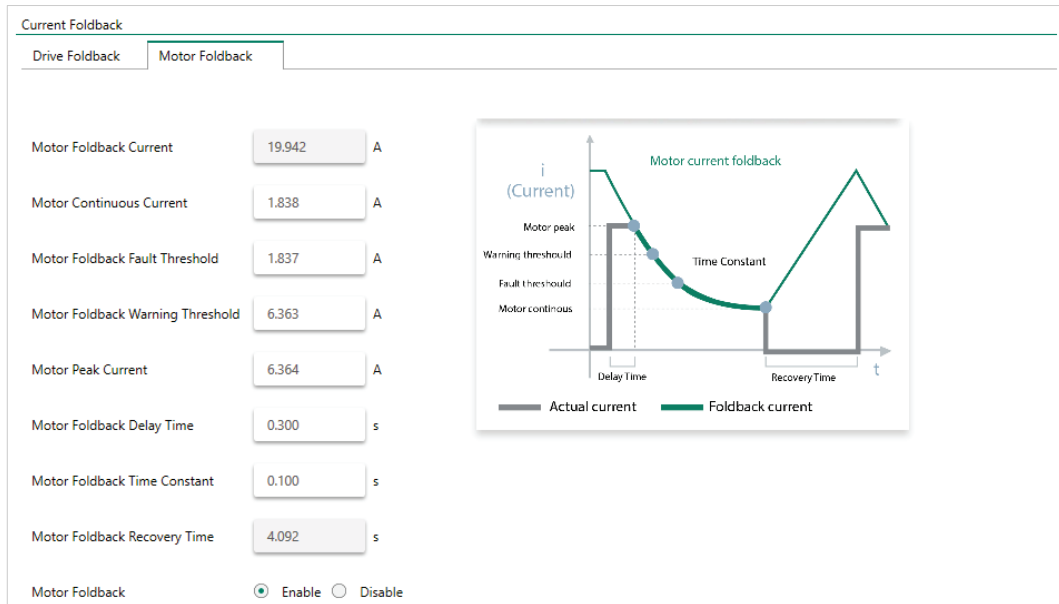 Current Foldback
Drive Foldback Motor Foldback
Motor Foldback Current 19.942 A
Motor Continuous Current 1.838 A
Motor Foldback Fault Threshold 1.837 A
Motor Foldback Warning Threshold 6.363 A
Motor Peak Current 6.364 A
Motor Foldback Delay Time 0.300 s
Motor Foldback Time Constant 0.100 s
Motor Foldback Recovery Time 4.092 s
Motor Foldback Enable Disable
Motor current foldback
i
(Current)
Motor peak
Warning threshould
Time Constant
Fault threshould
Motor continous
Delay Time
Recovery Time
t
Actual current
Foldback current